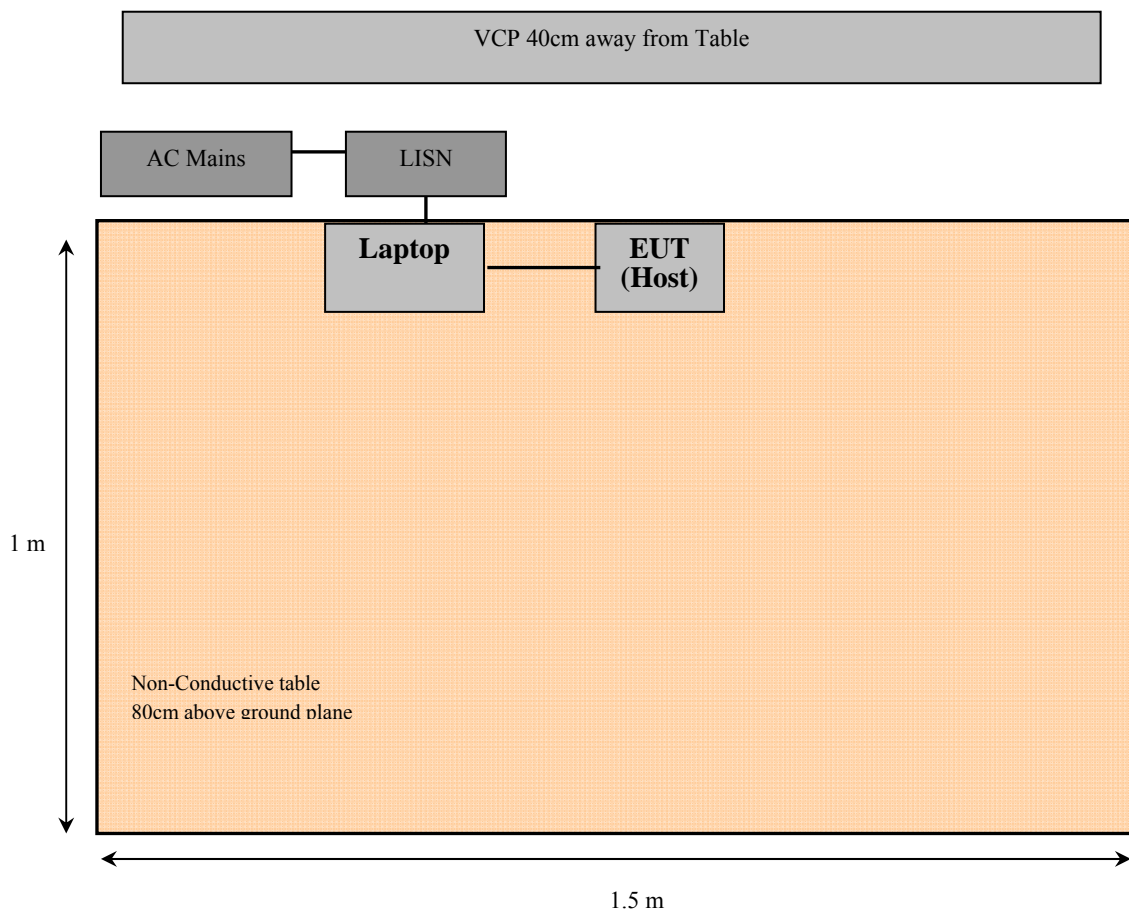 VCP 40cm away from Table
AC Mains
LISN
Laptop
EUT
(Host)
1 m
Non-Conductive table
80cm above ground plane
1.5 m